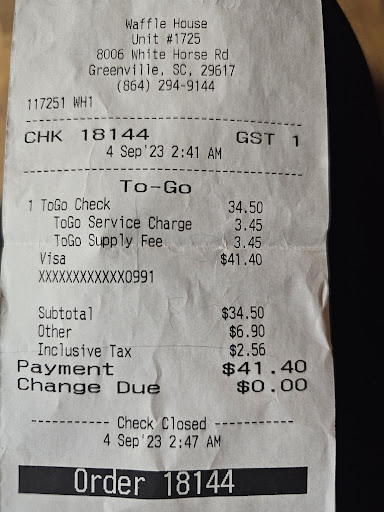 Waffle House
Unit #1725
8006 White Horse Rd
Greenville, SC, 29617
(864) 294-9144
117251 WH1
CHK 18144 GST 1
4 Sep'23 2:41 AM
To-Go
1 ToGo Check 34.50
ToGo Service Charge 3.45
ToGo Supply Fee 3.45
Visa $41.40
XXXXXXXXXXXX0991
Subtotal $34.50
Other $6.90
Inclusive Tax $2.56
Payment $41.40
Change Due $0.00
---------- Check Closed ----------
4 Sep'23 2:47 AM
Order 18144